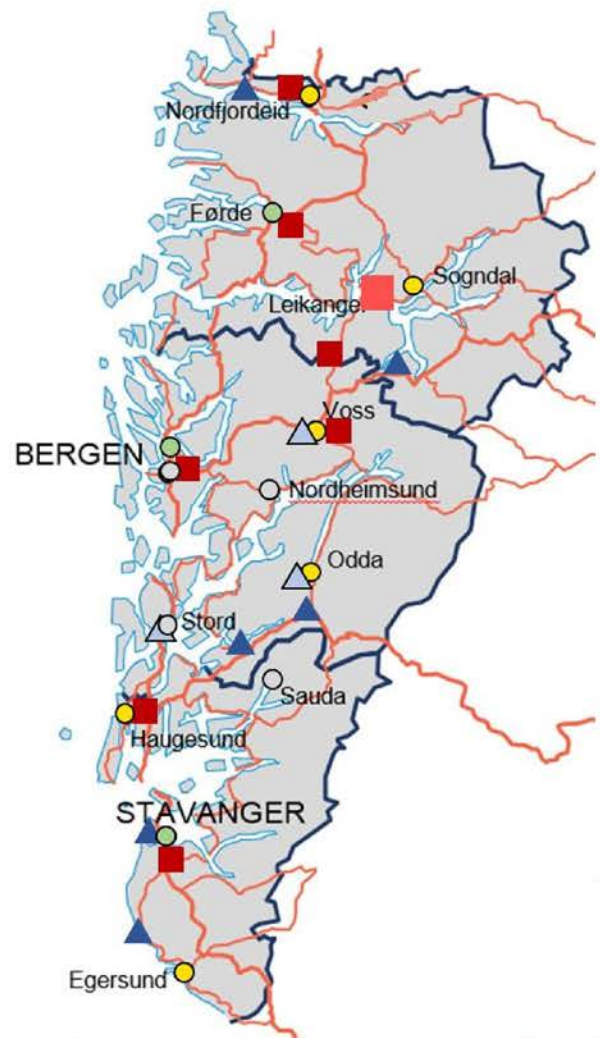 Nordfjordeid
Førde
Sogndal
Leikange.
Voss
BERGEN
Nordheimsund
Odda
Stord
Sauda
Haugesund
STAVANGER
Egersund